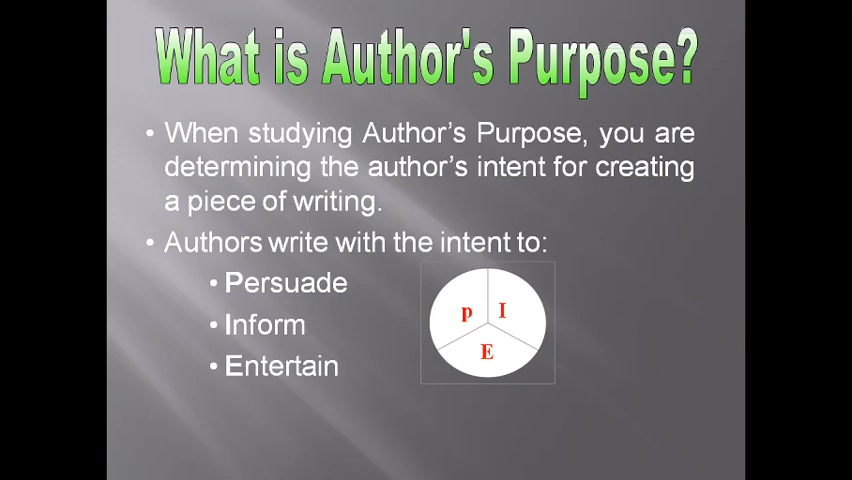 What is Author's Purpose?
• When studying Author’s Purpose, you are
determining the author’s intent for creating
a piece of writing.
• Authors write with the intent to:
• Persuade
• Inform
• Entertain
p I
E